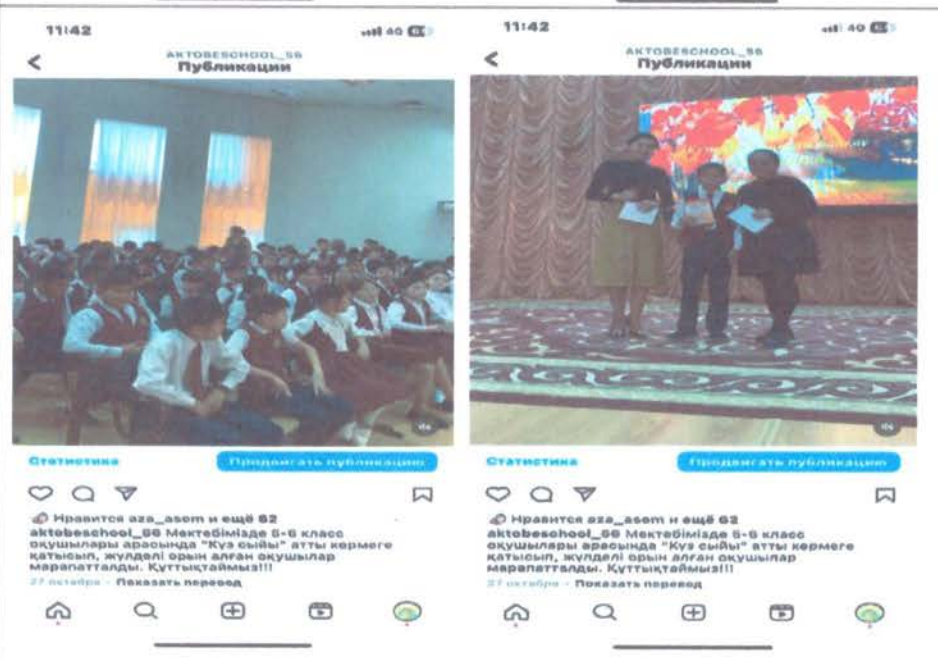 11:42
4G
AKTOBESCHOOL_56
Публикации
Статистика
Продвигать публикацию
Нравится aza_asem и ещё 62
aktobeschool_56 Мектебімізде 5-6 класс
оқушылары арасында "Күз сыйы" атты көрмеге
қатысып, жүлделі орын алған оқушылар
марапатталды. Құттықтаймыз!!!
27 октября · Показать перевод
11:42
4G
AKTOBESCHOOL_56
Публикации
Статистика
Продвигать публикацию
Нравится aza_asem и ещё 62
aktobeschool_56 Мектебімізде 5-6 класс
оқушылары арасында "Күз сыйы" атты көрмеге
қатысып, жүлделі орын алған оқушылар
марапатталды. Құттықтаймыз!!!
27 октября · Показать перевод